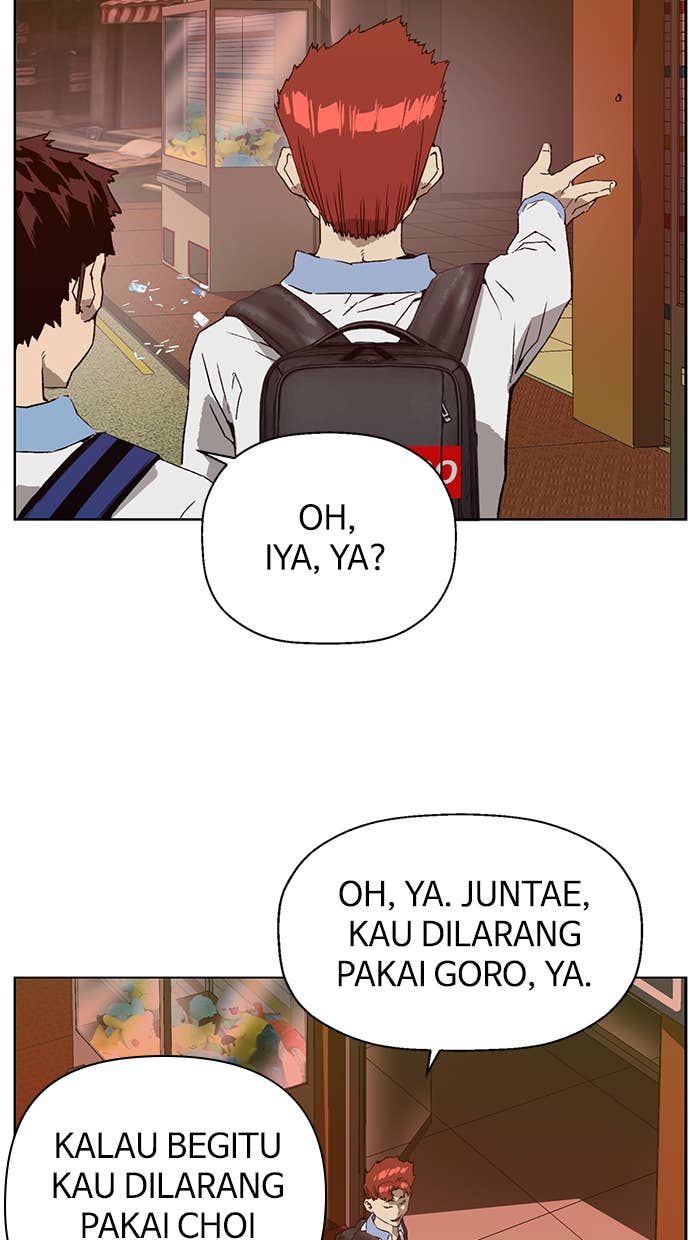 OH,
IYA, YA?
OH, YA. JUNTAE,
KAU DILARANG
PAKAI GORO, YA.
KALAU BEGITU
KAU DILARANG
PAKAI CHOI